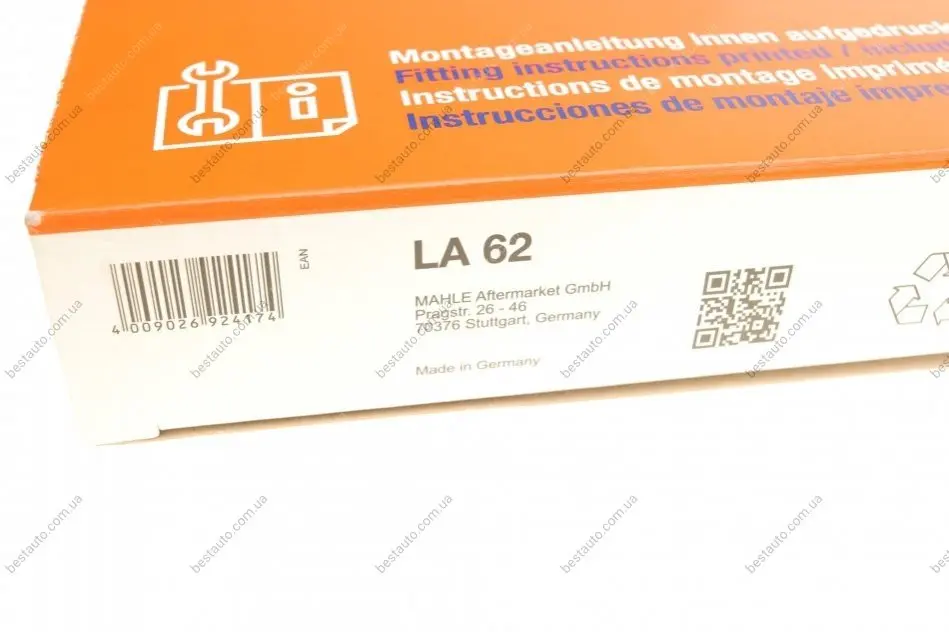 Montageanleitung innen aufgedruck
Fitting instructions printed / inclu
Instructions de montage imprimé
Instrucciones de montaje impre
EAN
4 009026 924174
LA 62
MAHLE Aftermarket GmbH
Pragstr. 26 - 46
70376 Stuttgart, Germany
Made in Germany
bestauto.com.ua